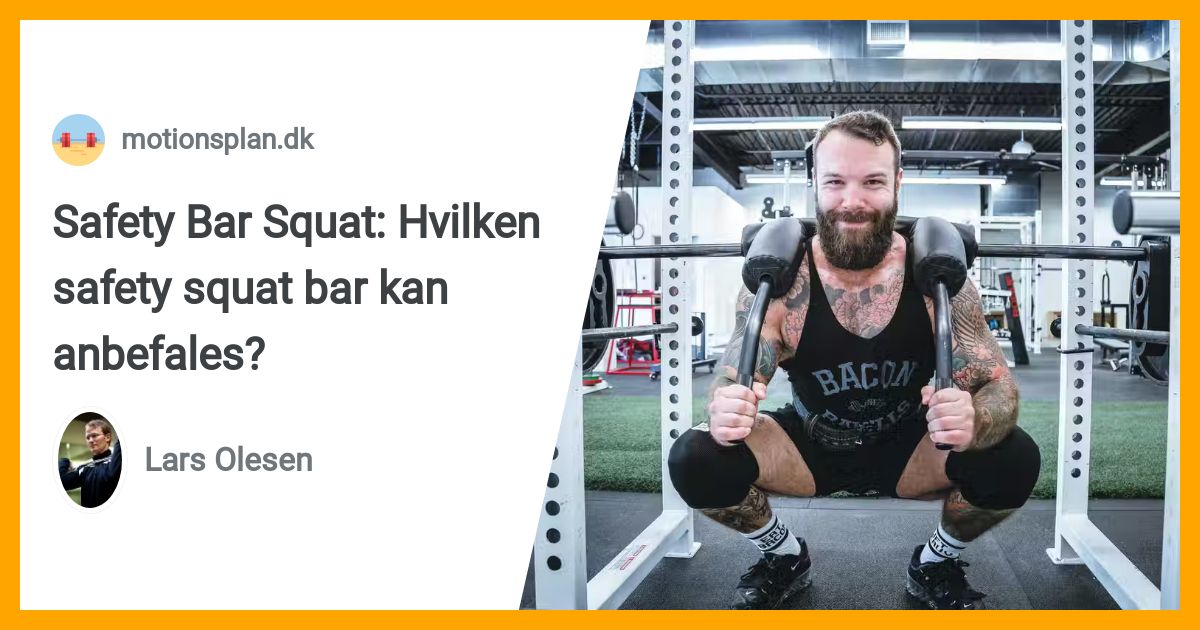 motionsplan.dk
Safety Bar Squat: Hvilken
safety squat bar kan
anbefales?
Lars Olesen
BACON